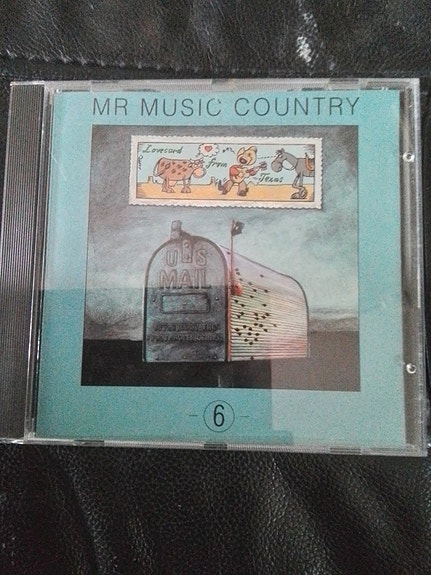 MR MUSIC COUNTRY
Lovecard
from
Texas
U.S
MAIL
- 6 -